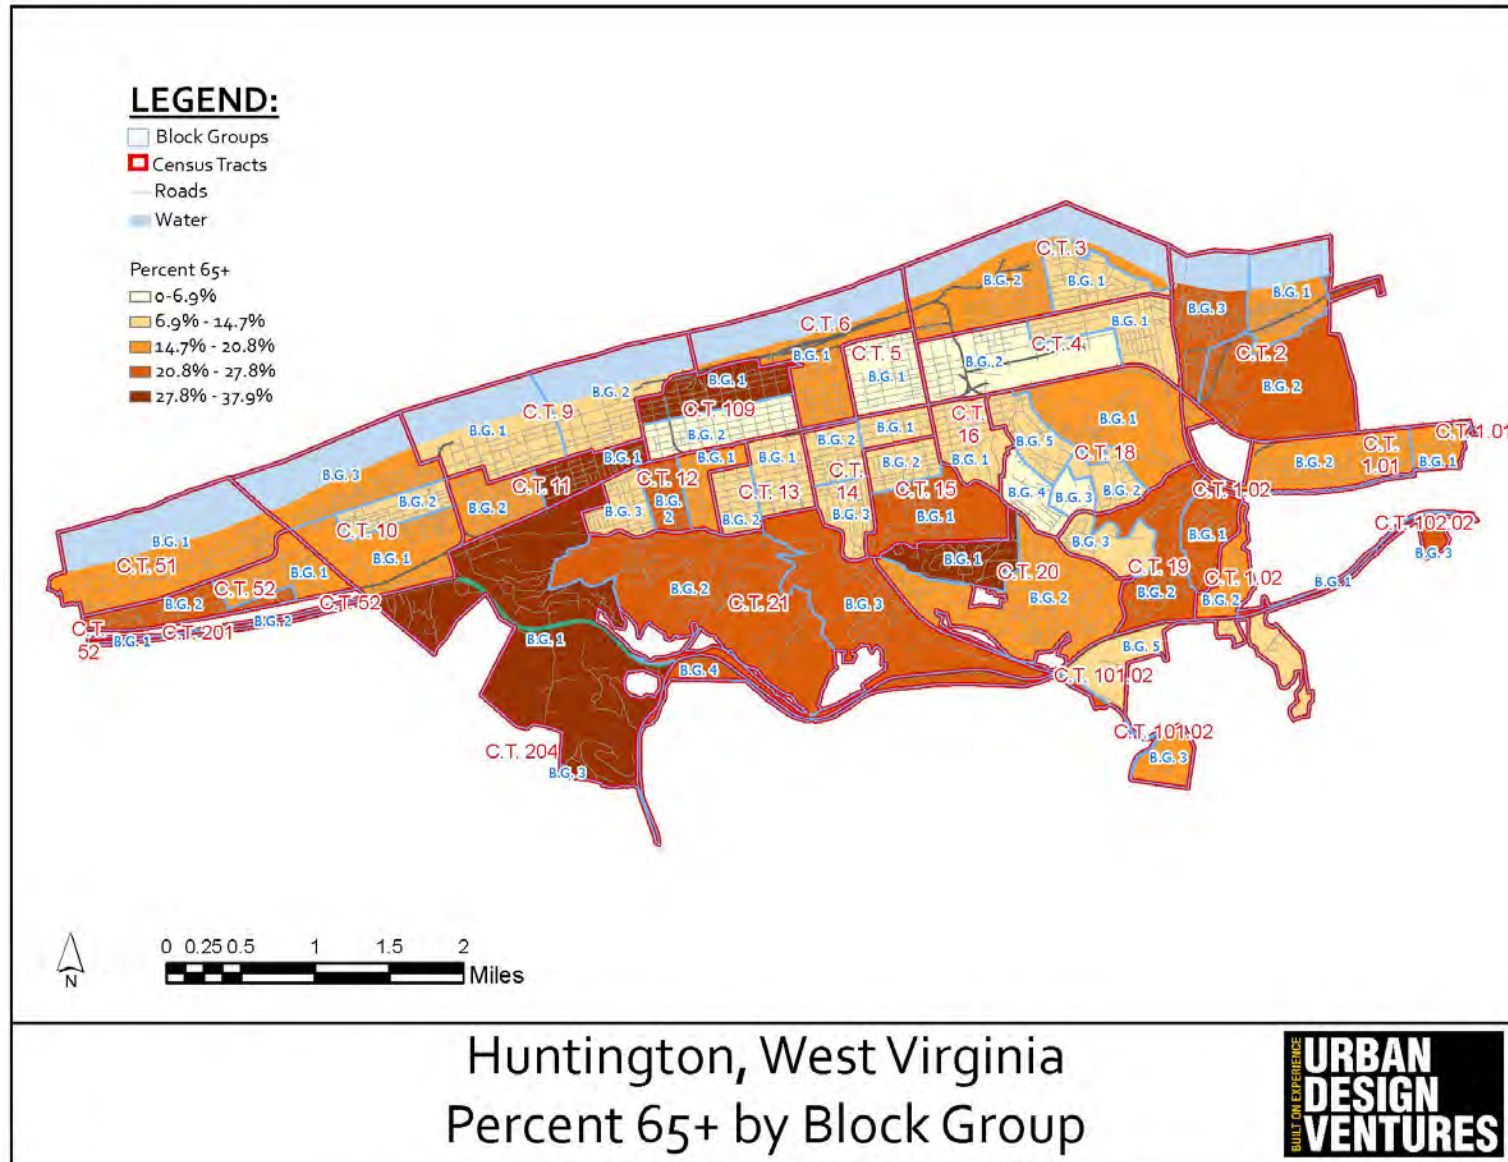 LEGEND:
Block Groups
Census Tracts
Roads
Water
Percent 65+
0-6.9%
6.9% - 14.7%
14.7% - 20.8%
20.8% - 27.8%
27.8% - 37.9%
C.T. 3
B.G. 2
B.G. 1
B.G. 3
B.G. 1
C.T. 6
B.G. 1
C.T. 5
B.G. 1
C.T. 4
B.G. 2
B.G. 1
C.T. 2
B.G. 2
C.T. 9
B.G. 1
B.G. 2
B.G. 1
C.T. 109
B.G. 2
C.T.
16
B.G. 1
B.G. 5
B.G. 1
C.T. 18
B.G. 4
B.G. 3
B.G. 2
C.T. 1.01
C.T.
1.01
B.G. 2
B.G. 1
B.G. 3
B.G. 2
C.T. 10
B.G. 1
B.G. 2
C.T. 11
B.G. 1
C.T. 12
B.G. 1
B.G. 3
B.G.
2
B.G. 1
C.T. 13
B.G. 2
B.G. 2
B.G. 1
C.T.
14
B.G. 3
B.G. 2
C.T. 15
B.G. 1
C.T. 1.02
B.G. 1
C.T. 102.02
B.G. 3
B.G. 1
B.G. 1
C.T. 51
C.T. 52
B.G. 1
B.G. 2
C.T. 52
C.T. 201
B.G. 2
C.T.
52
B.G. 1
B.G. 1
C.T. 20
B.G. 2
B.G. 3
C.T. 19
B.G. 2
C.T. 1.02
B.G. 2
B.G. 2
C.T. 21
B.G. 3
B.G. 1
B.G. 4
B.G. 5
C.T. 101.02
C.T. 101.02
B.G. 3
C.T. 204
B.G. 3
N
0 0.25 0.5 1 1.5 2
Miles
Huntington, West Virginia
Percent 65+ by Block Group
BUILT ON EXPERIENCE
URBAN
DESIGN
VENTURES